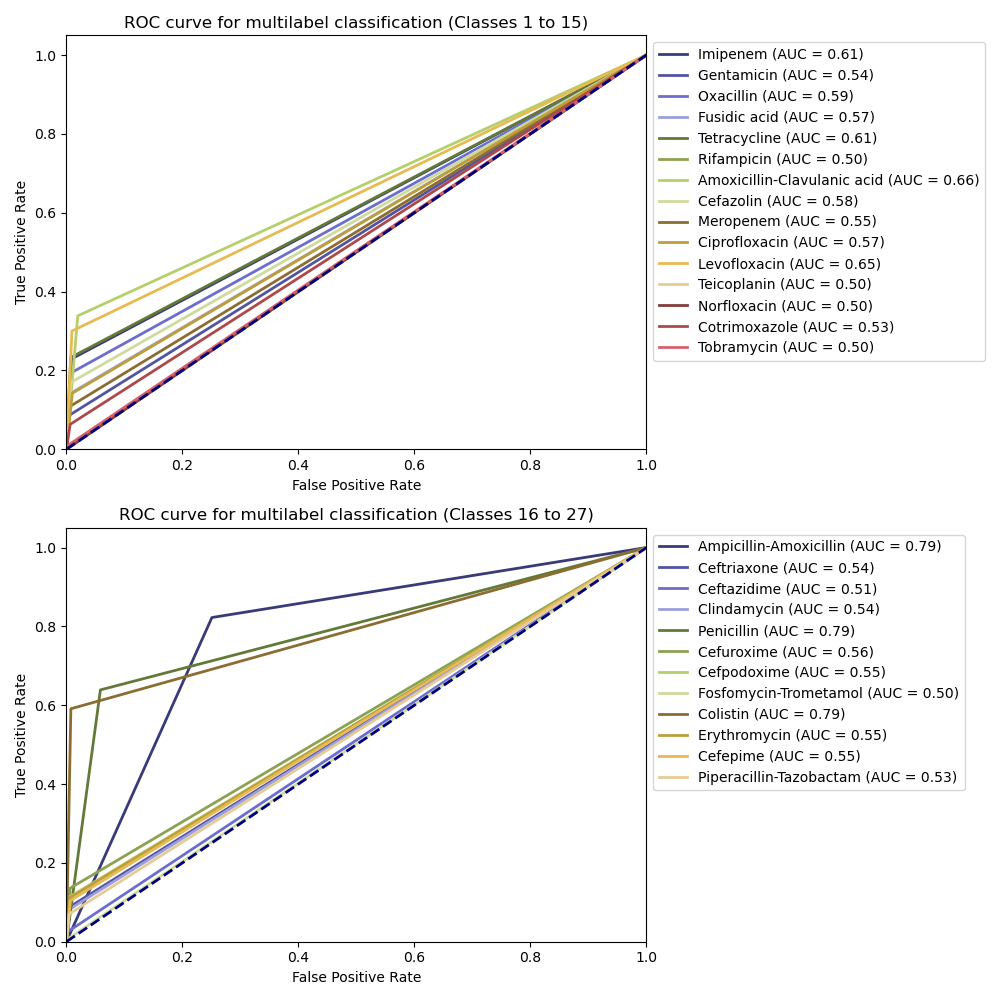 ROC curve for multilabel classification (Classes 1 to 15)
True Positive Rate
1.0
0.8
0.6
0.4
0.2
0.0
0.0 0.2 0.4 0.6 0.8 1.0
False Positive Rate
Imipenem (AUC = 0.61)
Gentamicin (AUC = 0.54)
Oxacillin (AUC = 0.59)
Fusidic acid (AUC = 0.57)
Tetracycline (AUC = 0.61)
Rifampicin (AUC = 0.50)
Amoxicillin-Clavulanic acid (AUC = 0.66)
Cefazolin (AUC = 0.58)
Meropenem (AUC = 0.55)
Ciprofloxacin (AUC = 0.57)
Levofloxacin (AUC = 0.65)
Teicoplanin (AUC = 0.50)
Norfloxacin (AUC = 0.50)
Cotrimoxazole (AUC = 0.53)
Tobramycin (AUC = 0.50)
ROC curve for multilabel classification (Classes 16 to 27)
True Positive Rate
1.0
0.8
0.6
0.4
0.2
0.0
0.0 0.2 0.4 0.6 0.8 1.0
False Positive Rate
Ampicillin-Amoxicillin (AUC = 0.79)
Ceftriaxone (AUC = 0.54)
Ceftazidime (AUC = 0.51)
Clindamycin (AUC = 0.54)
Penicillin (AUC = 0.79)
Cefuroxime (AUC = 0.56)
Cefpodoxime (AUC = 0.55)
Fosfomycin-Trometamol (AUC = 0.50)
Colistin (AUC = 0.79)
Erythromycin (AUC = 0.55)
Cefepime (AUC = 0.55)
Piperacillin-Tazobactam (AUC = 0.53)